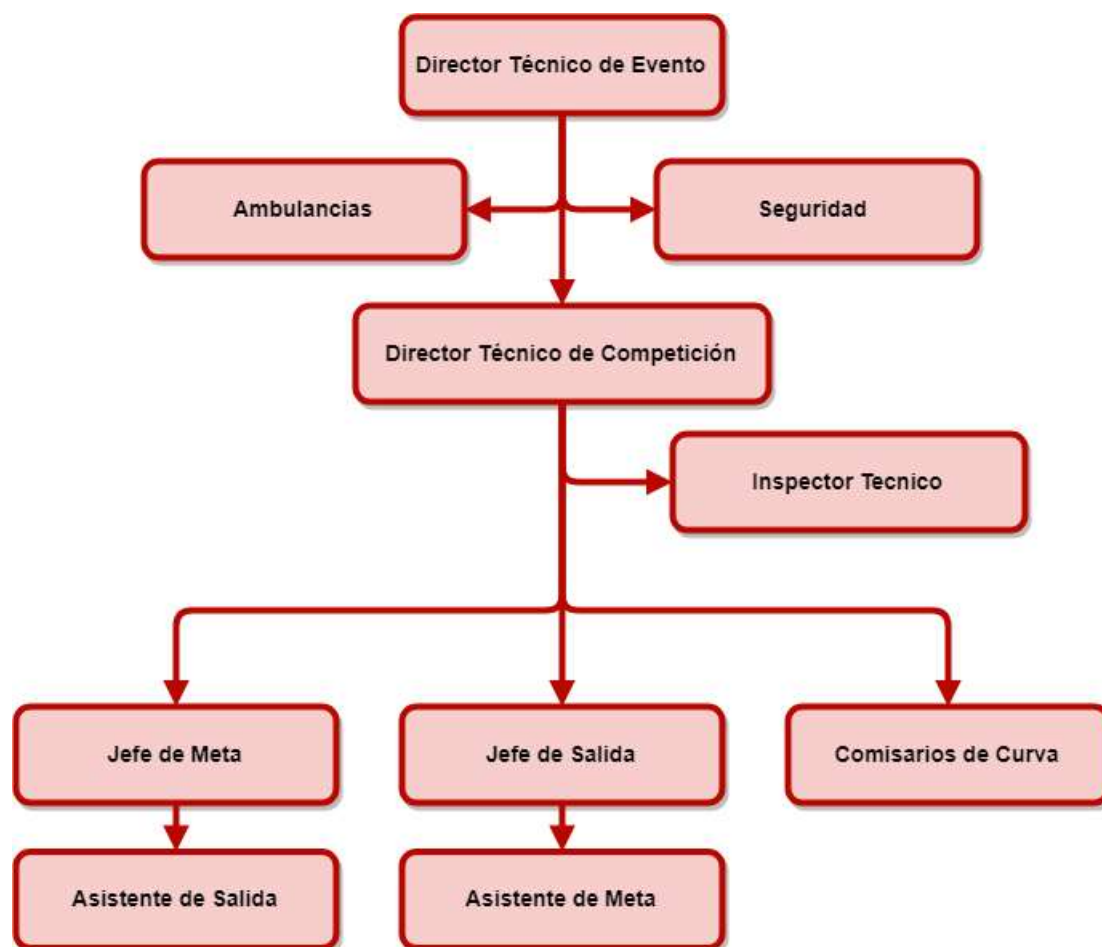 Director Técnico de Evento
Ambulancias
Seguridad
Director Técnico de Competición
Inspector Tecnico
Jefe de Meta
Jefe de Salida
Comisarios de Curva
Asistente de Salida
Asistente de Meta